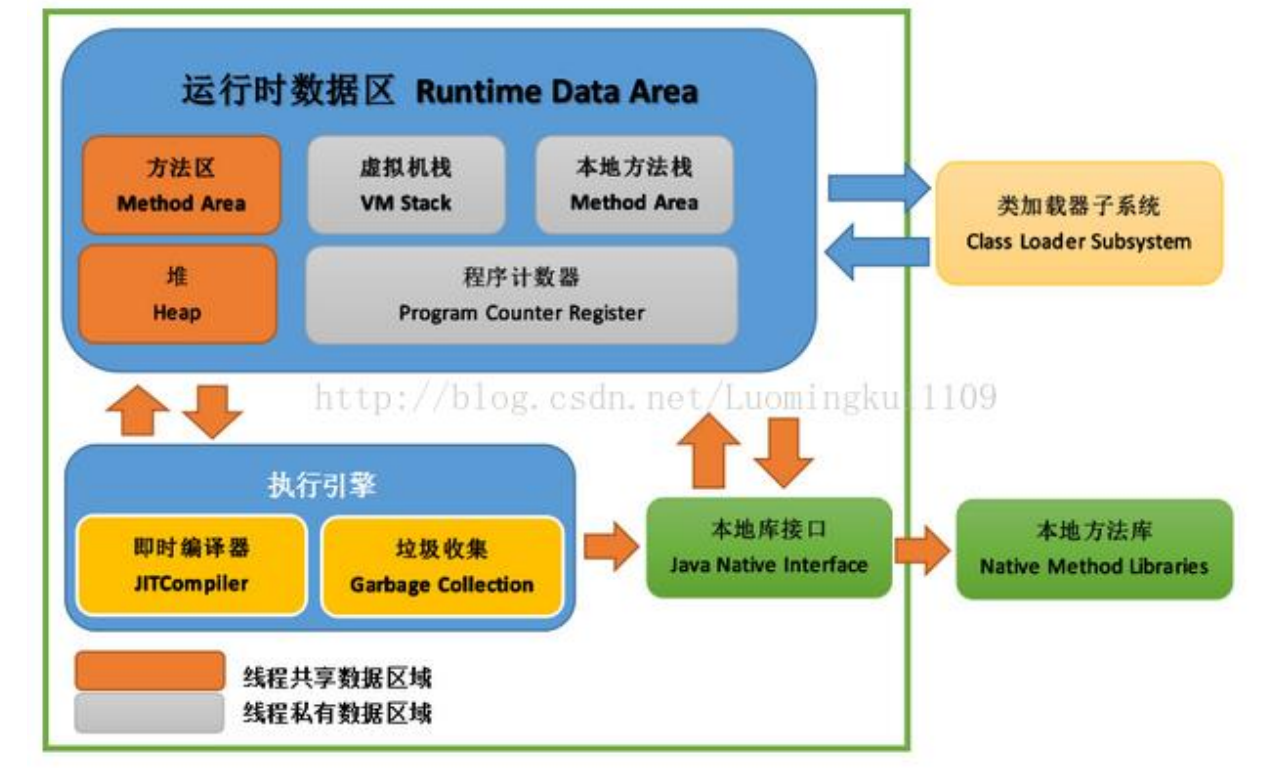 运行时数据区 Runtime Data Area
方法区
Method Area
虚拟机栈
VM Stack
本地方法栈
Method Area
堆
Heap
程序计数器
Program Counter Register
类加载器子系统
Class Loader Subsystem
http://blog.csdn.net/Luomingku 1109
执行引擎
即时编译器
JITCompiler
垃圾收集
Garbage Collection
本地库接口
Java Native Interface
本地方法库
Native Method Libraries
线程共享数据区域
线程私有数据区域